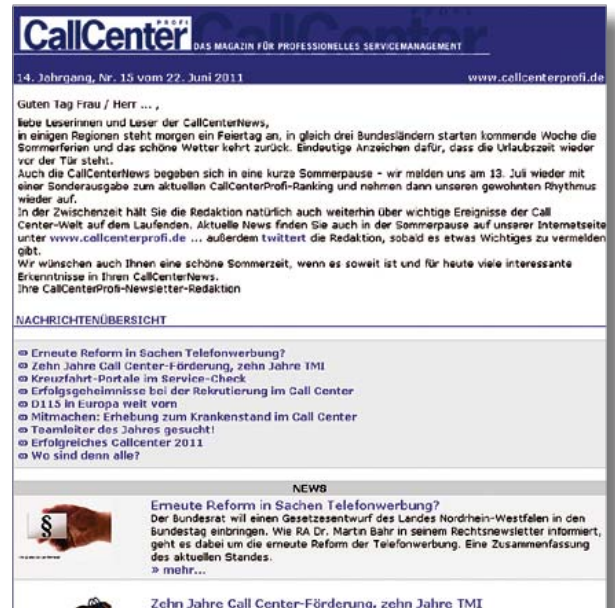 CallCenter PROFI
DAS MAGAZIN FÜR PROFESSIONELLES SERVICEMANAGEMENT
14. Jahrgang, Nr. 15 vom 22. Juni 2011 www.callcenterprofi.de
Guten Tag Frau / Herr ... ,
liebe Leserinnen und Leser der CallCenterNews,
in einigen Regionen steht morgen ein Feiertag an, in gleich drei Bundesländern starten kommende Woche die
Sommerferien und das schöne Wetter kehrt zurück. Eindeutige Anzeichen dafür, dass die Urlaubszeit wieder
vor der Tür steht.
Auch die CallCenterNews begeben sich in eine kurze Sommerpause - wir melden uns am 13. Juli wieder mit
einer Sonderausgabe zum aktuellen CallCenterProfi-Ranking und nehmen dann unseren gewohnten Rhythmus
wieder auf.
In der Zwischenzeit hält Sie die Redaktion natürlich auch weiterhin über wichtige Ereignisse der Call
Center-Welt auf dem Laufenden. Aktuelle News finden Sie auch in der Sommerpause auf unserer Internetseite
unter www.callcenterprofi.de ... außerdem twittert die Redaktion, sobald es etwas Wichtiges zu vermelden
gibt.
Wir wünschen auch Ihnen eine schöne Sommerzeit, wenn es soweit ist und für heute viele interessante
Erkenntnisse in Ihren CallCenterNews.
Ihre CallCenterProfi-Newsletter-Redaktion
NACHRICHTENÜBERSICHT
Erneute Reform in Sachen Telefonwerbung?
Zehn Jahre Call Center-Förderung, zehn Jahre TMI
Kreuzfahrt-Portale im Service-Check
Erfolgsgeheimnisse bei der Rekrutierung im Call Center
D115 in Europa weit vorn
Mitmachen: Erhebung zum Krankenstand im Call Center
Teamleiter des Jahres gesucht!
Erfolgreiches Callcenter 2011
Wo sind denn alle?
NEWS
§
Erneute Reform in Sachen Telefonwerbung?
Der Bundesrat will einen Gesetzesentwurf des Landes Nordrhein-Westfalen in den
Bundestag einbringen. Wie RA Dr. Martin Bahr in seinem Rechtsnewsletter informiert,
geht es dabei um die erneute Reform der Telefonwerbung. Eine Zusammenfassung
des aktuellen Standes.
» mehr...
Zehn Jahre Call Center-Förderung, zehn Jahre TMI